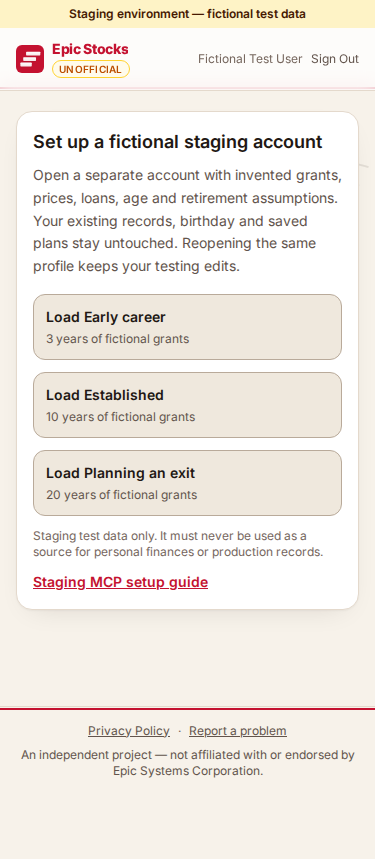 Staging environment — fictional test data
Epic Stocks
UNOFFICIAL
Fictional Test User Sign Out
Set up a fictional staging account
Open a separate account with invented grants,
prices, loans, age and retirement assumptions.
Your existing records, birthday and saved
plans stay untouched. Reopening the same
profile keeps your testing edits.
Load Early career
3 years of fictional grants
Load Established
10 years of fictional grants
Load Planning an exit
20 years of fictional grants
Staging test data only. It must never be used as a
source for personal finances or production records.
Staging MCP setup guide
Privacy Policy · Report a problem
An independent project — not affiliated with or endorsed by
Epic Systems Corporation.